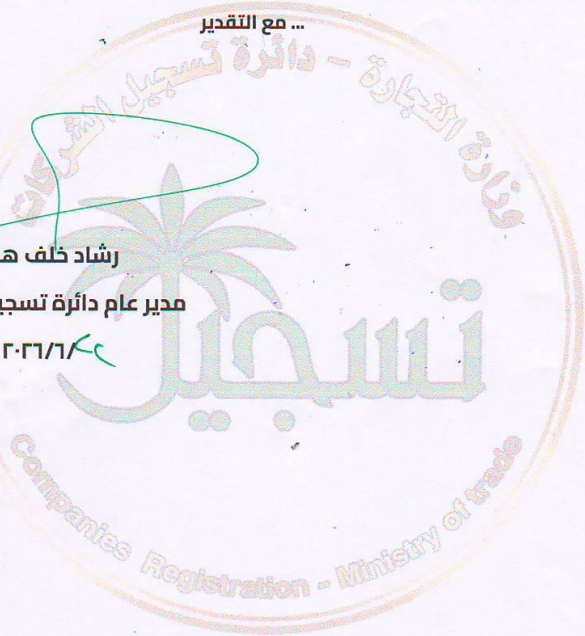 ... مع التقدير
وزارة التجارة - دائرة تسجيل الشركات
رشاد خلف
مدير عام دائرة
٢٠٢٦/٦/٢٢
تسجيل
Companies Registration - Ministry of trade